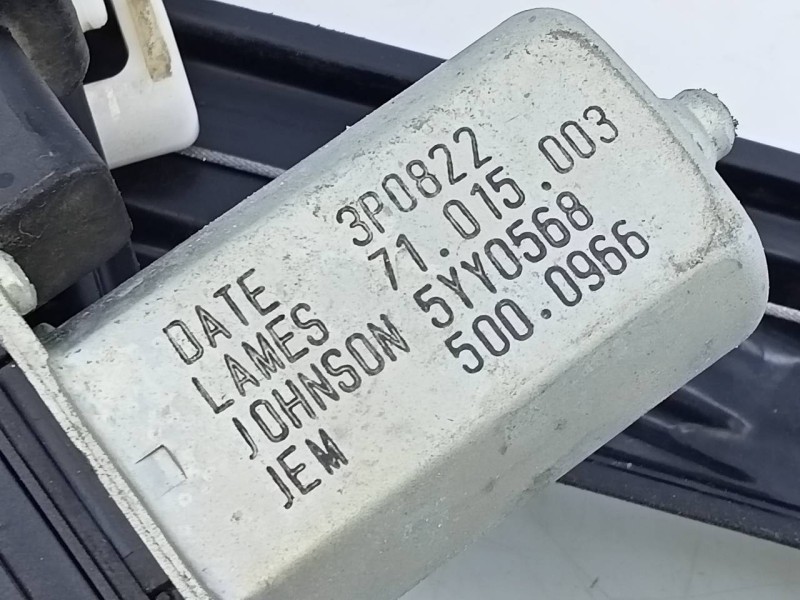 DATE 3P0822
LAMES 71.015.003
JOHNSON 5YY0568
JEM 500.0966